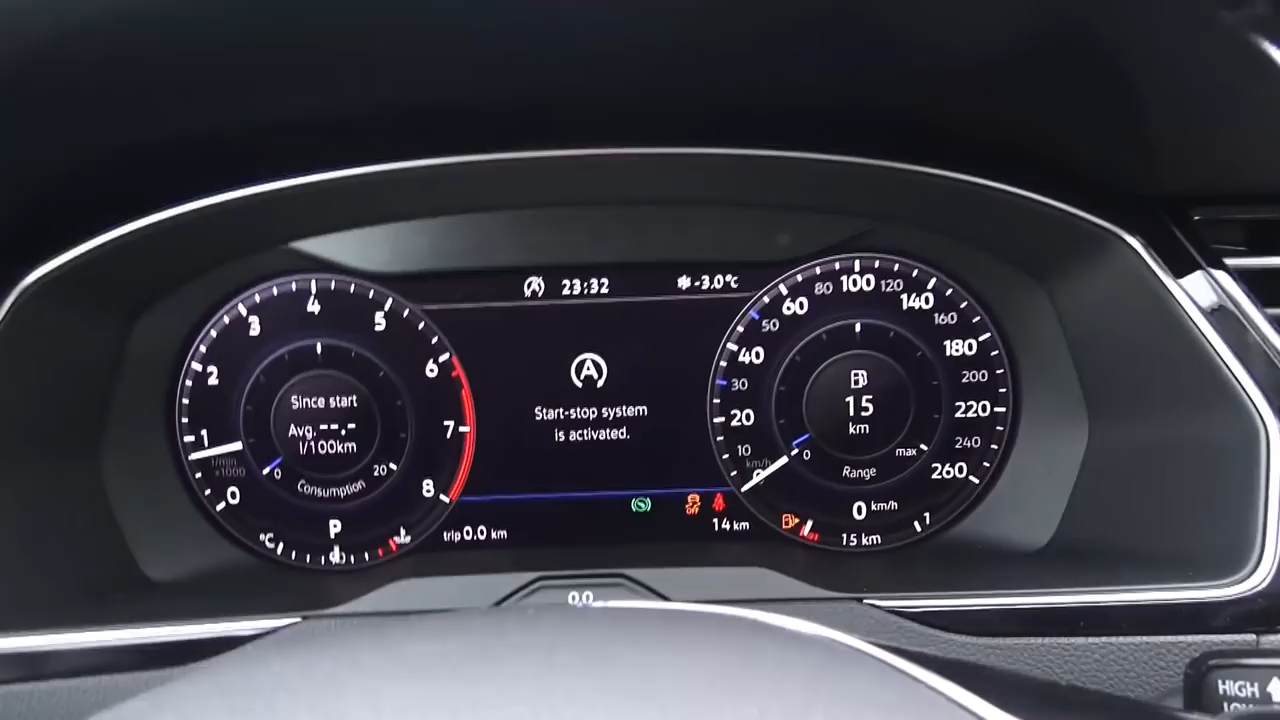 23:32
-3.0°C
Start-stop system
is activated.
Since start
Avg. --.-
l/100km
0
20
Consumption
0
1
2
3
4
5
6
7
8
l/min
x1000
P
°C
trip 0.0 km
OFF
14 km
0
10
20
30
40
50
60
80
100
120
140
160
180
200
220
240
260
km/h
15
km
0
max
Range
0 km/h
15 km
1
0.0
HIGH
LOW